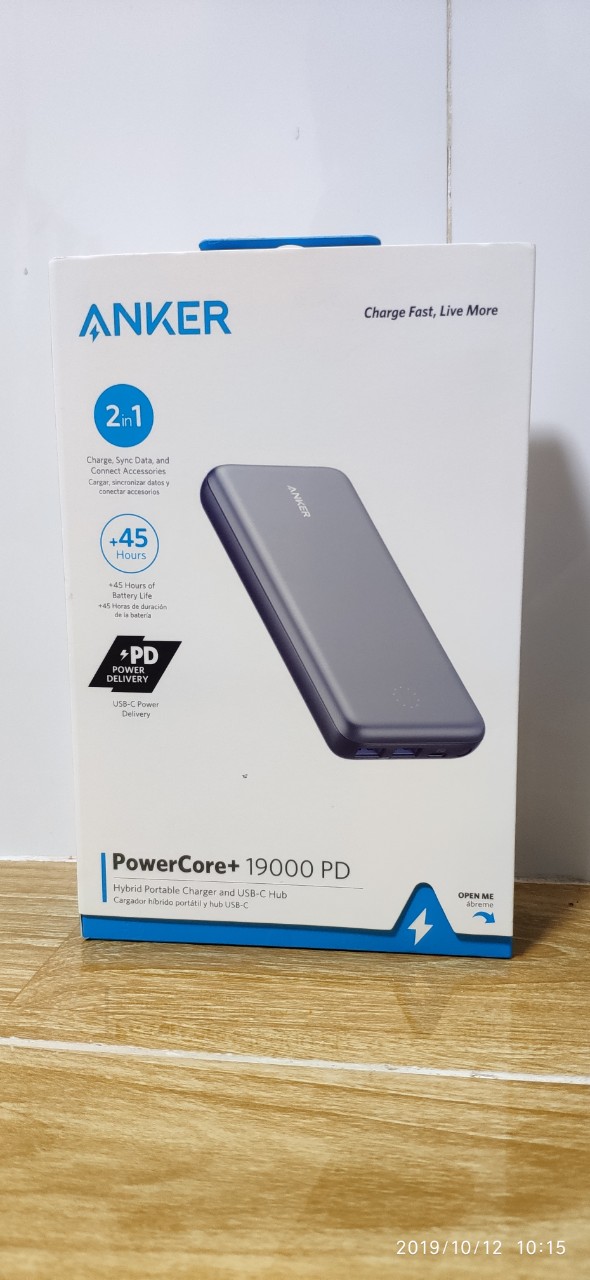 ANKER
Charge Fast, Live More
2in1
Charge, Sync Data, and
Connect Accessories
Cargar, sincronizar datos y
conectar accesorios
+45
Hours
+45 Hours of
Battery Life
+45 Horas de duración
de la batería
PD
POWER
DELIVERY
USB-C Power
Delivery
ANKER
PowerCore+ 19000 PD
Hybrid Portable Charger and USB-C Hub
Cargador híbrido portátil y hub USB-C
OPEN ME
ábreme
2019/10/12 10:15